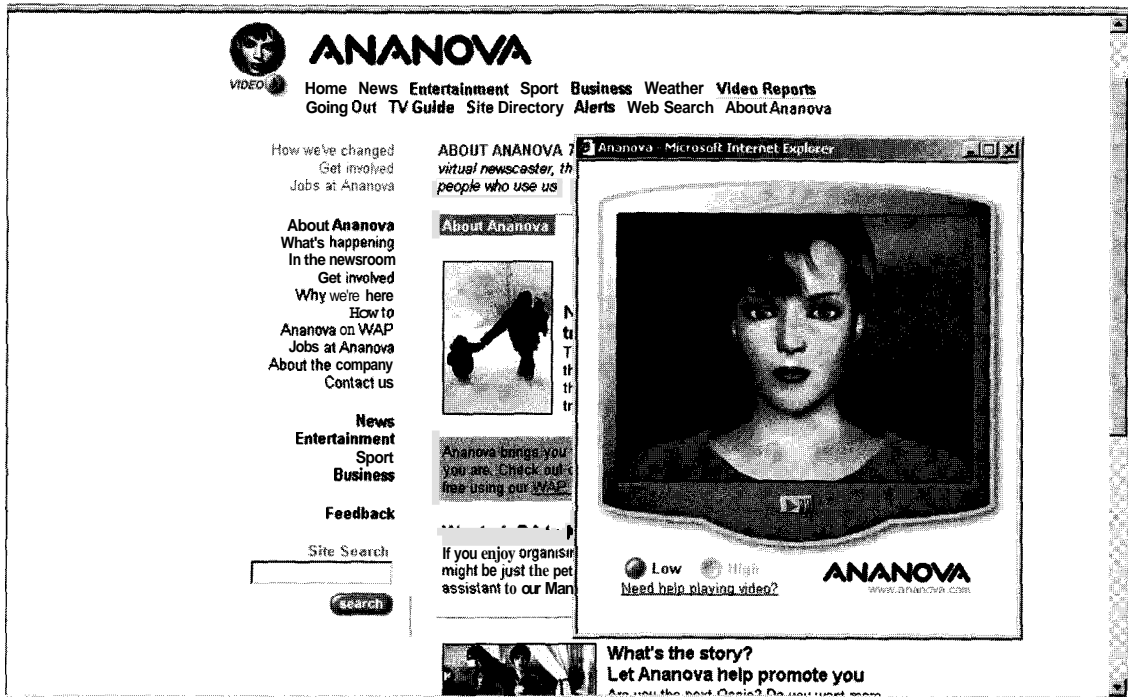 ANANOVA
VIDEO
Home News Entertainment Sport Business Weather Video Reports
Going Out TV Guide Site Directory Alerts Web Search About Ananova
How we've changed
Get involved
Jobs at Ananova
About Ananova
What's happening
In the newsroom
Get involved
Why we're here
How to
Ananova on WAP
Jobs at Ananova
About the company
Contact us
News
Entertainment
Sport
Business
Feedback
Site Search
search
ABOUT ANANOVA
virtual newscaster, th
people who use us
About Ananova
N
tu
T
th
th
tr
Ananova brings you
you are. Check out
free using our WAP
If you enjoy organisin
might be just the pet
assistant to our Man
What's the story?
Let Ananova help promote you
Ananova - Microsoft Internet Explorer
Low High
Need help playing video?
ANANOVA
www.ananova.com